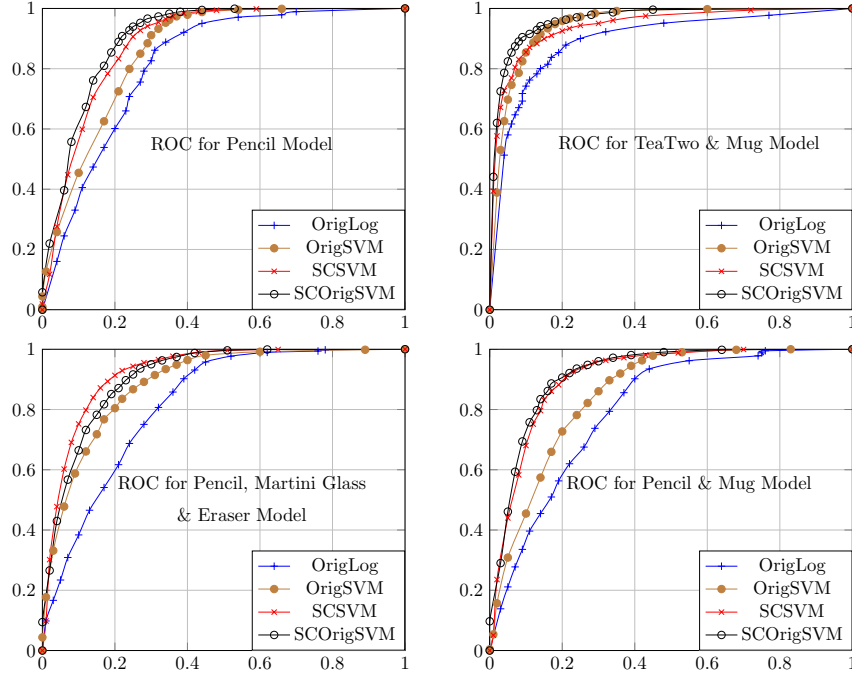 1
0.8
0.6
0.4
0.2
0
0 0.2 0.4 0.6 0.8 1
ROC for Pencil Model
OrigLog
OrigSVM
SCSVM
SCOrigSVM
1
0.8
0.6
0.4
0.2
0
0 0.2 0.4 0.6 0.8 1
ROC for TeaTwo & Mug Model
OrigLog
OrigSVM
SCSVM
SCOrigSVM
1
0.8
0.6
0.4
0.2
0
0 0.2 0.4 0.6 0.8 1
ROC for Pencil, Martini Glass
& Eraser Model
OrigLog
OrigSVM
SCSVM
SCOrigSVM
1
0.8
0.6
0.4
0.2
0
0 0.2 0.4 0.6 0.8 1
ROC for Pencil & Mug Model
OrigLog
OrigSVM
SCSVM
SCOrigSVM